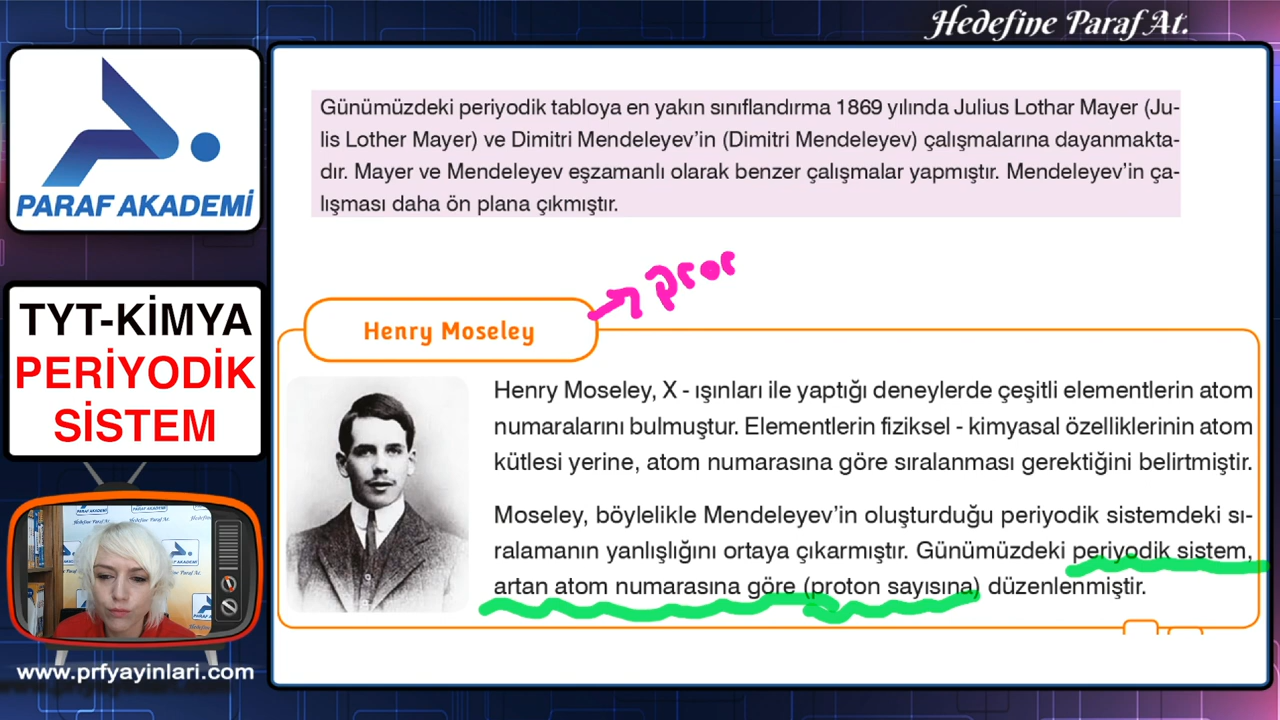 Hedefine Paraf At.
PARAF AKADEMİ
Günümüzdeki periyodik tabloya en yakın sınıflandırma 1869 yılında Julius Lothar Mayer (Ju-
lis Lother Mayer) ve Dimitri Mendeleyev’in (Dimitri Mendeleyev) çalışmalarına dayanmakta-
dır. Mayer ve Mendeleyev eşzamanlı olarak benzer çalışmalar yapmıştır. Mendeleyev’in ça-
lışması daha ön plana çıkmıştır.
TYT-KİMYA
PERİYODİK
SİSTEM
Henry Moseley
Henry Moseley, X - ışınları ile yaptığı deneylerde çeşitli elementlerin atom
numaralarını bulmuştur. Elementlerin fiziksel - kimyasal özelliklerinin atom
kütlesi yerine, atom numarasına göre sıralanması gerektiğini belirtmiştir.
Moseley, böylelikle Mendeleyev’in oluşturduğu periyodik sistemdeki sı-
ralamanın yanlışlığını ortaya çıkarmıştır. Günümüzdeki periyodik sistem,
artan atom numarasına göre (proton sayısına) düzenlenmiştir.
www.prfyayinlari.com